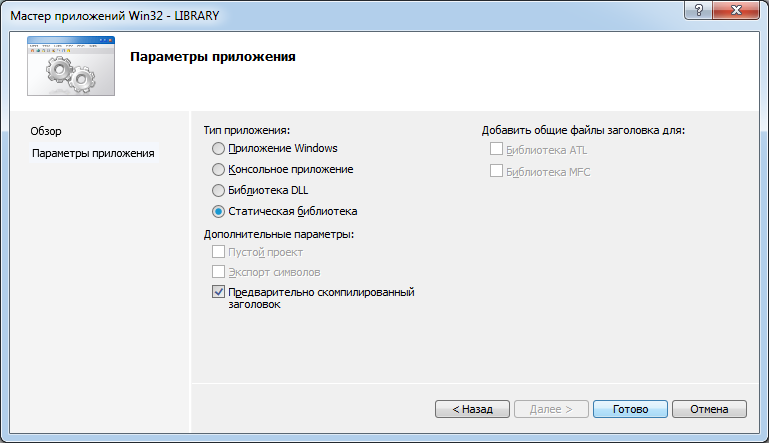 Мастер приложений Win32 - LIBRARY
Параметры приложения
Обзор
Параметры приложения
Тип приложения:
Приложение Windows
Консольное приложение
Библиотека DLL
Статическая библиотека
Дополнительные параметры:
Пустой проект
Экспорт символов
Предварительно скомпилированный
заголовок
Добавить общие файлы заголовка для:
Библиотека ATL
Библиотека MFC
< Назад
Далее >
Готово
Отмена